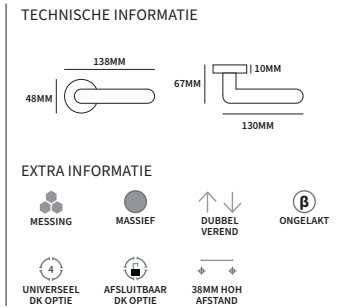 TECHNISCHE INFORMATIE
138MM
48MM
67MM
10MM
130MM
EXTRA INFORMATIE
MESSING
MASSIEF
DUBBEL
VEREND
β
ONGELAKT
4
UNIVERSEEL
DK OPTIE
AFSLUITBAAR
DK OPTIE
38MM HOH
AFSTAND